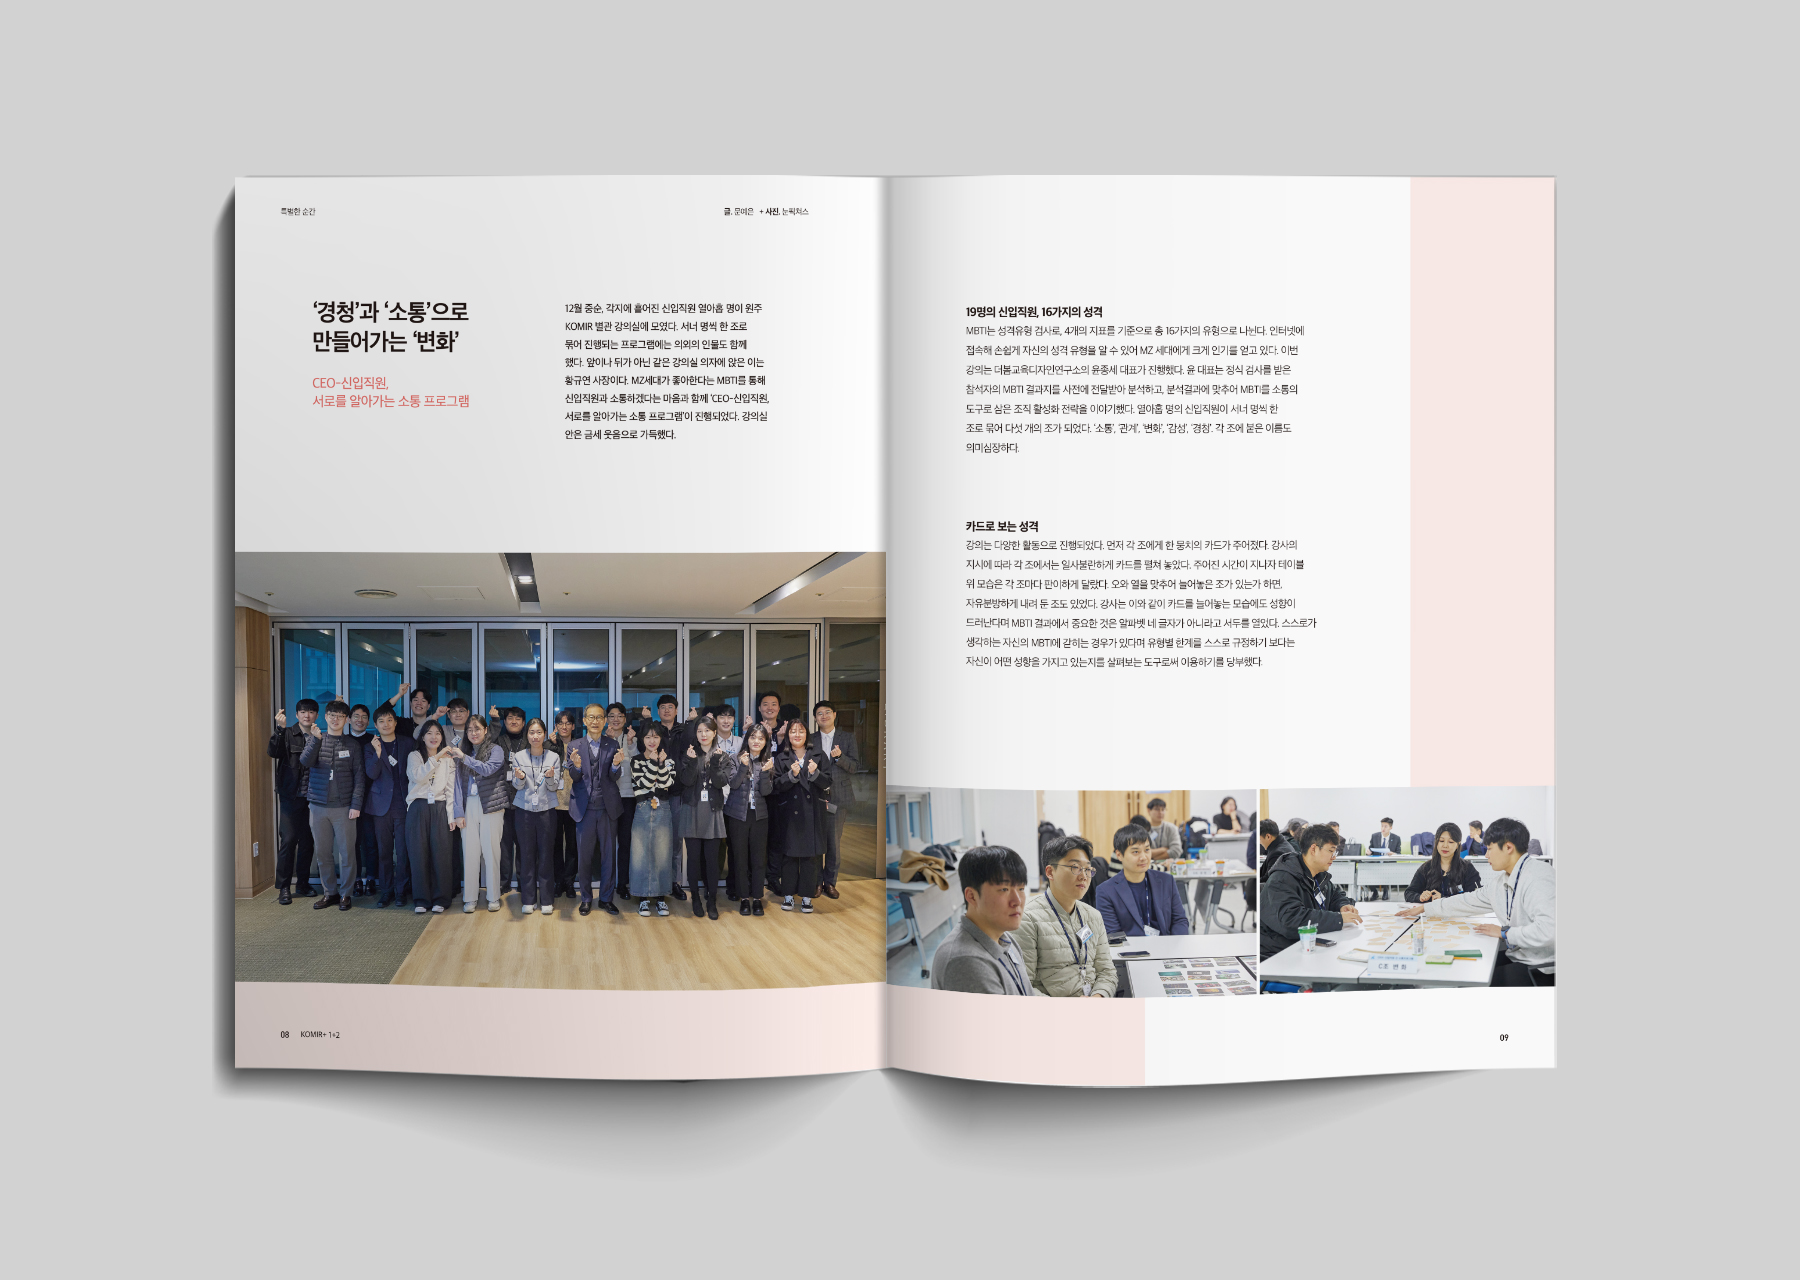 특별한 순간
글. 문예은 + 사진. 눈픽쳐스
‘경청’과 ‘소통’으로
만들어가는 ‘변화’
CEO-신입직원,
서로를 알아가는 소통 프로그램
12월 중순, 각지에 흩어진 신입직원 열아홉 명이 원주
KOMIR 별관 강의실에 모였다. 서너 명씩 한 조로
묶어 진행되는 프로그램에는 의외의 인물도 함께
했다. 앞이나 뒤가 아닌 같은 강의실 의자에 앉은 이는
황규연 사장이다. MZ세대가 좋아한다는 MBTI를 통해
신입직원과 소통하겠다는 마음과 함께 ‘CEO-신입직원,
서로를 알아가는 소통 프로그램’이 진행되었다. 강의실
안은 금세 웃음으로 가득했다.
08 KOMIR+ 1+2
19명의 신입직원, 16가지의 성격
MBTI는 성격유형 검사로, 4개의 지표를 기준으로 총 16가지의 유형으로 나뉜다. 인터넷에
접속해 손쉽게 자신의 성격 유형을 알 수 있어 MZ 세대에게 크게 인기를 얻고 있다. 이번
강의는 더봄교육디자인연구소의 윤종세 대표가 진행했다. 윤 대표는 정식 검사를 받은
참석자의 MBTI 결과지를 사전에 전달받아 분석하고, 분석결과에 맞추어 MBTI를 소통의
도구로 삼은 조직 활성화 전략을 이야기했다. 열아홉 명의 신입직원이 서너 명씩 한
조로 묶어 다섯 개의 조가 되었다. ‘소통’, ‘관계’, ‘변화’, ‘감성’, ‘경청’. 각 조에 붙은 이름도
의미심장하다.
카드로 보는 성격
강의는 다양한 활동으로 진행되었다. 먼저 각 조에게 한 뭉치의 카드가 주어졌다. 강사의
지시에 따라 각 조에서는 일사불란하게 카드를 펼쳐 놓았다. 주어진 시간이 지나자 테이블
위 모습은 각 조마다 판이하게 달랐다. 오와 열을 맞추어 늘어놓은 조가 있는가 하면,
자유분방하게 내려 둔 조도 있었다. 강사는 이와 같이 카드를 늘어놓는 모습에도 성향이
드러난다며 MBTI 결과에서 중요한 것은 알파벳 네 글자가 아니라고 서두를 열었다. 스스로가
생각하는 자신의 MBTI에 갇히는 경우가 있다며 유형별 한계를 스스로 규정하기 보다는
자신이 어떤 성향을 가지고 있는지를 살펴보는 도구로써 이용하기를 당부했다.
C조 변화
09